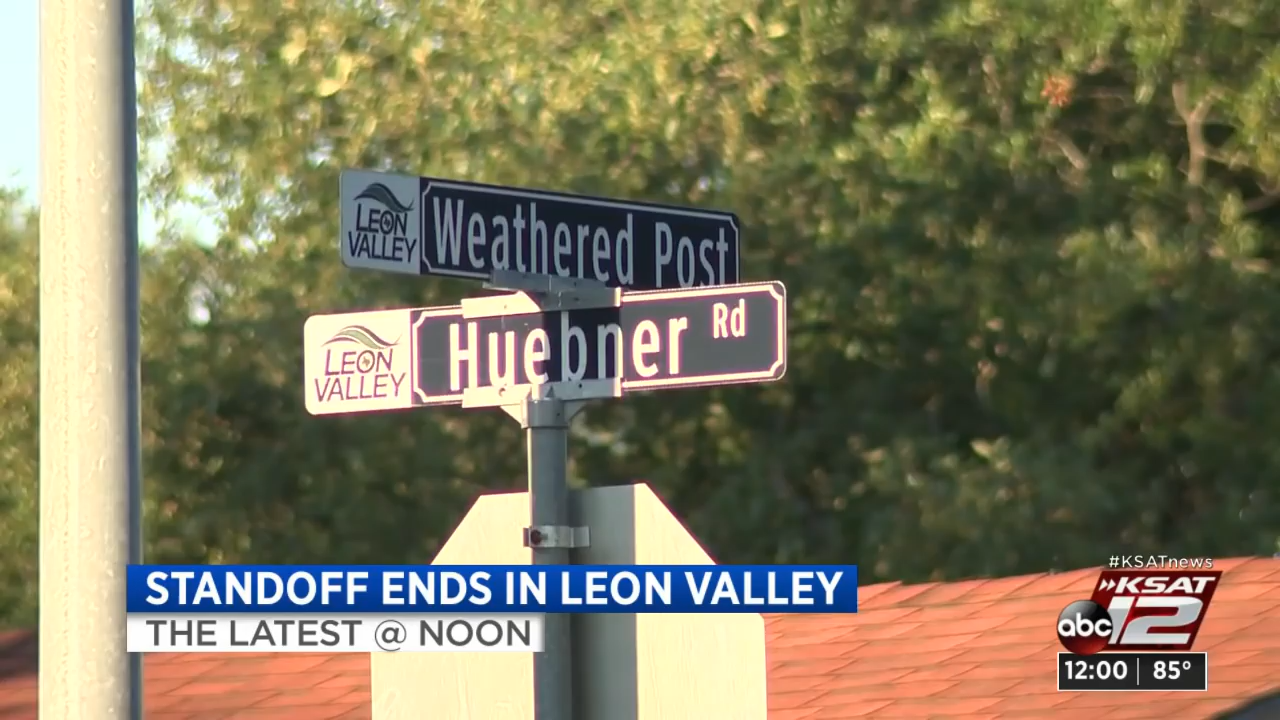 LEON
VALLEY
Weathered Post
LEON
VALLEY
Huebner Rd
STANDOFF ENDS IN LEON VALLEY
THE LATEST @ NOON
#KSATnews
KSAT
abc 12
12:00 85°